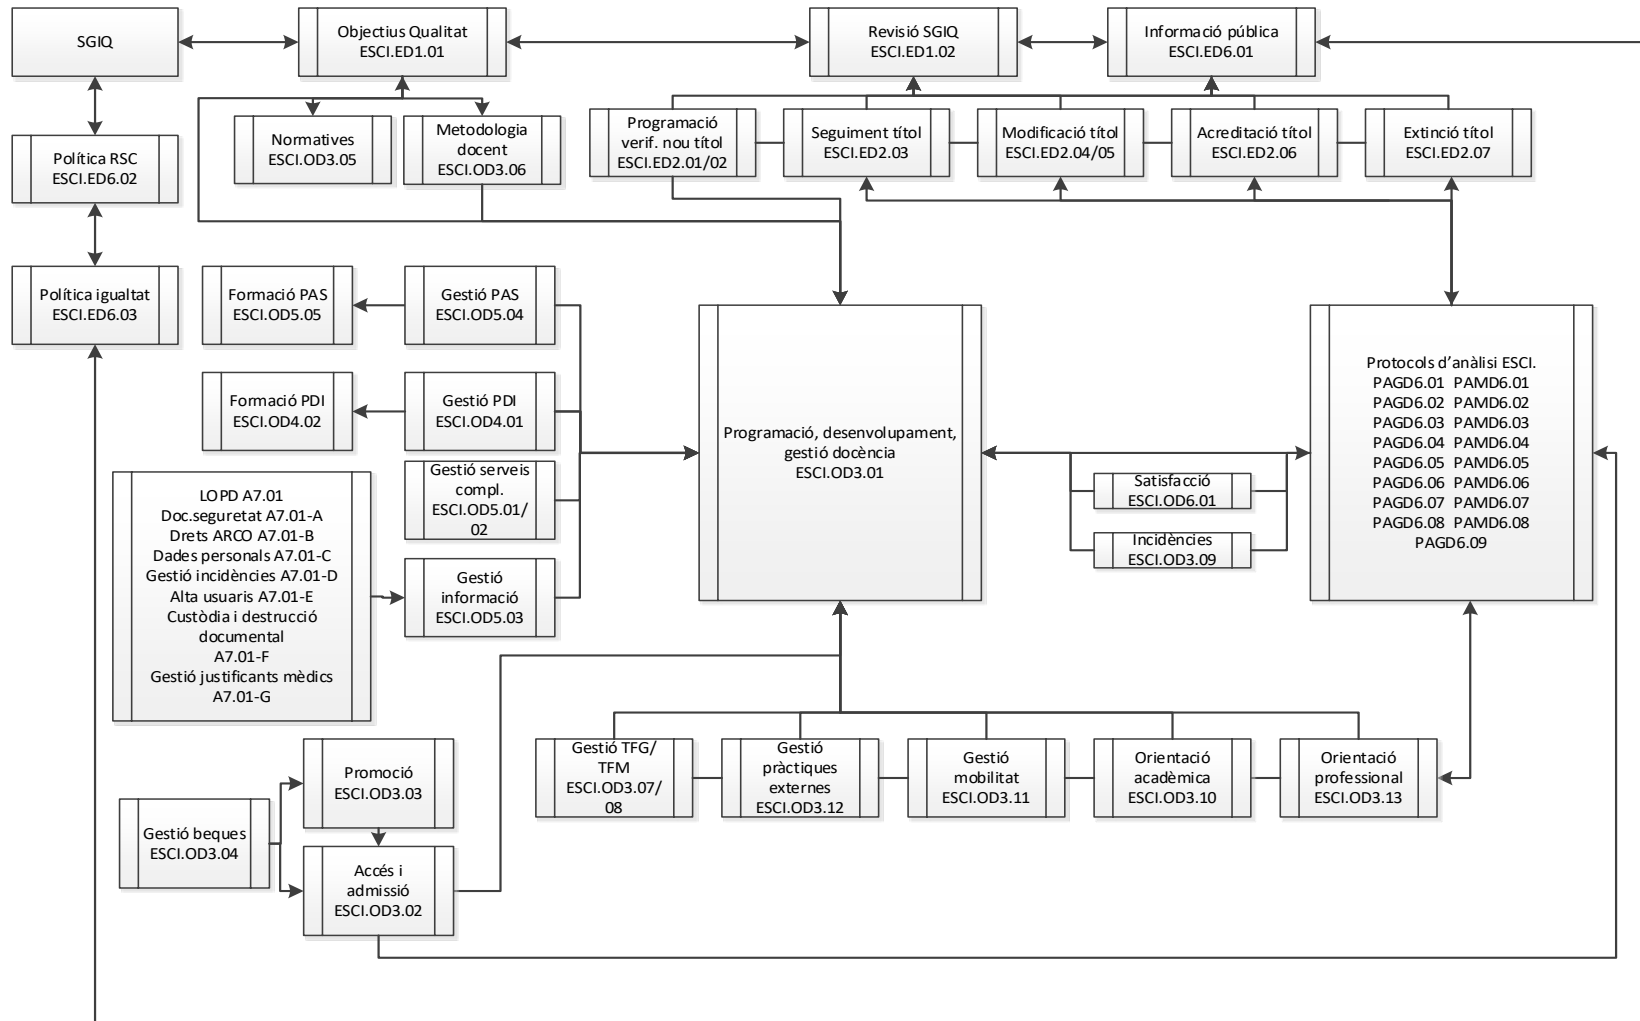 SGIQ
Objectius Qualitat
ESCI.ED1.01
Revisió SGIQ
ESCI.ED1.02
Informació pública
ESCI.ED6.01
Política RSC
ESCI.ED6.02
Normatives
ESCI.OD3.05
Metodologia
docent
ESCI.OD3.06
Programació
verif. nou títol
ESCI.ED2.01/02
Seguiment títol
ESCI.ED2.03
Modificació títol
ESCI.ED2.04/05
Acreditació títol
ESCI.ED2.06
Extinció títol
ESCI.ED2.07
Política igualtat
ESCI.ED6.03
Formació PAS
ESCI.OD5.05
Gestió PAS
ESCI.OD5.04
Formació PDI
ESCI.OD4.02
Gestió PDI
ESCI.OD4.01
Gestió serveis
compl.
ESCI.OD5.01/
02
LOPD A7.01
Doc.seguretat A7.01-A
Drets ARCO A7.01-B
Dades personals A7.01-C
Gestió incidències A7.01-D
Alta usuaris A7.01-E
Custòdia i destrucció
documental
A7.01-F
Gestió justificants mèdics
A7.01-G
Gestió
informació
ESCI.OD5.03
Programació, desenvolupament,
gestió docència
ESCI.OD3.01
Satisfacció
ESCI.OD6.01
Incidències
ESCI.OD3.09
Protocols d’anàlisi ESCI.
PAGD6.01 PAMD6.01
PAGD6.02 PAMD6.02
PAGD6.03 PAMD6.03
PAGD6.04 PAMD6.04
PAGD6.05 PAMD6.05
PAGD6.06 PAMD6.06
PAGD6.07 PAMD6.07
PAGD6.08 PAMD6.08
PAGD6.09
Gestió TFG/
TFM
ESCI.OD3.07/
08
Gestió
pràctiques
externes
ESCI.OD3.12
Gestió
mobilitat
ESCI.OD3.11
Orientació
acadèmica
ESCI.OD3.10
Orientació
professional
ESCI.OD3.13
Promoció
ESCI.OD3.03
Gestió beques
ESCI.OD3.04
Accés i
admissió
ESCI.OD3.02